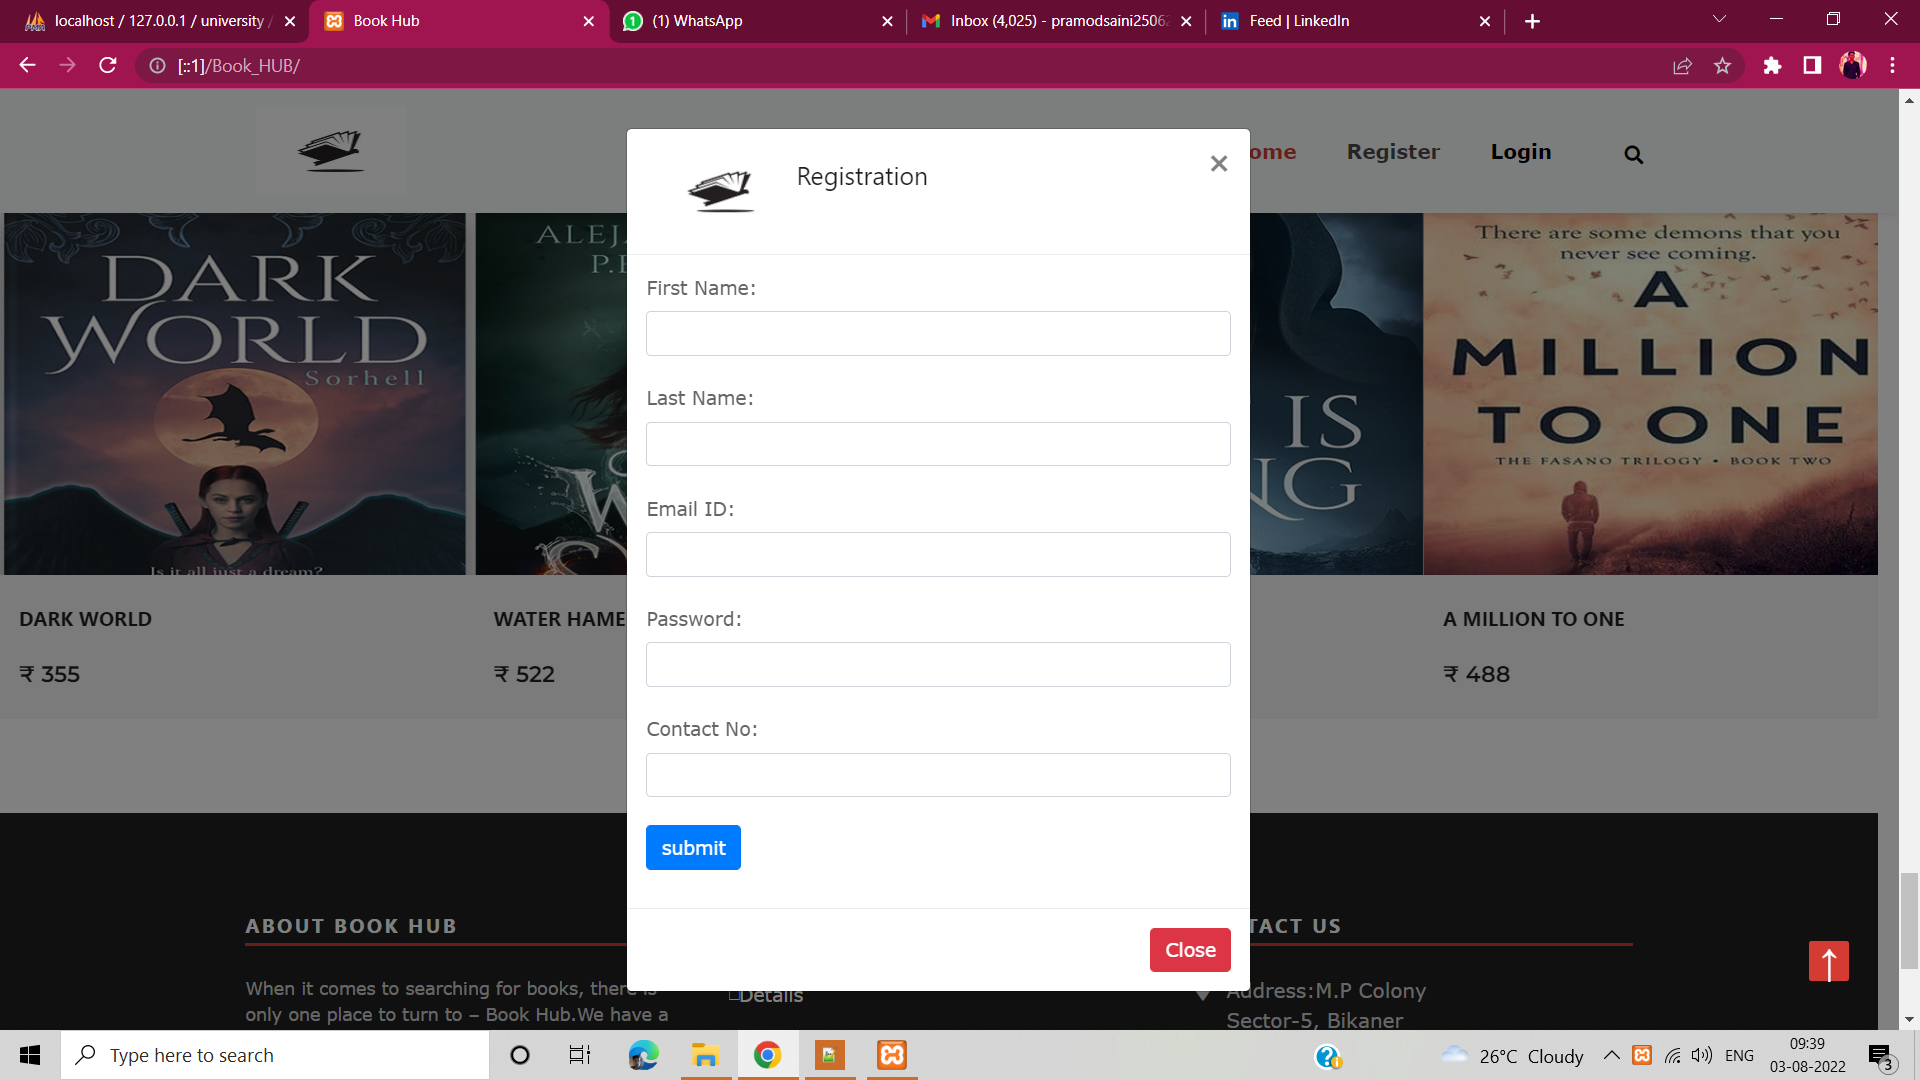 localhost / 127.0.0.1 / university /
Book Hub
(1) WhatsApp
Inbox (4,025) - pramodsaini2506
Feed | LinkedIn
[::1]/Book_HUB/
ome
Register
Login
Registration
First Name:
Last Name:
Email ID:
Password:
Contact No:
submit
Close
DARK
WORLD
Sorhell
Is it all just a dream?
ALEJA
P.E
IS
NG
There are some demons that you
never see coming.
A
MILLION
TO ONE
THE FASANO TRILOGY • BOOK TWO
DARK WORLD
₹ 355
WATER HAME
₹ 522
A MILLION TO ONE
₹ 488
ABOUT BOOK HUB
When it comes to searching for books, there is
only one place to turn to – Book Hub.We have a
Details
TACT US
Address:M.P Colony
Sector-5, Bikaner
Type here to search
26°C Cloudy
ENG
09:39
03-08-2022
3